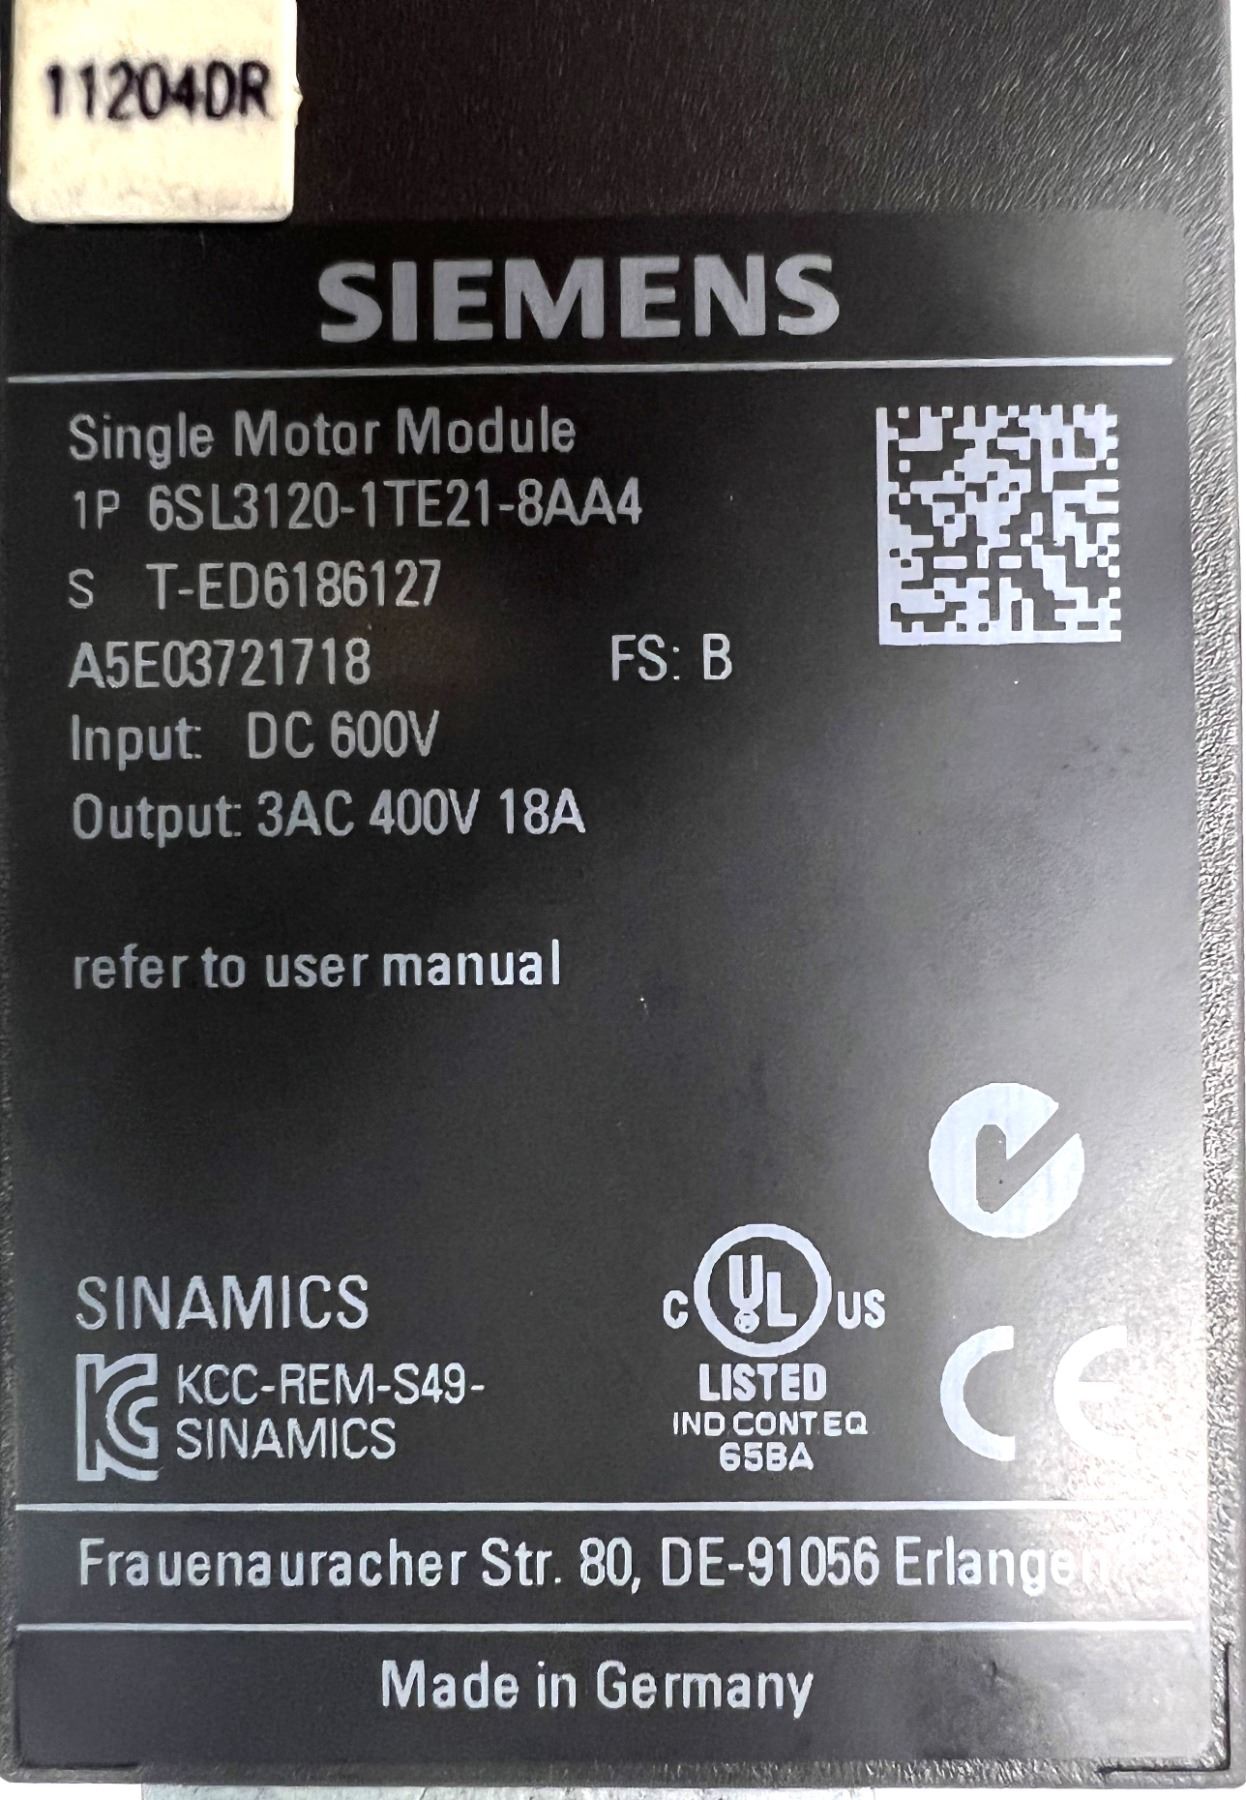 11204DR
SIEMENS
Single Motor Module
1P 6SL3120-1TE21-8AA4
S T-ED6186127
A5E03721718 FS: B
Input: DC 600V
Output: 3AC 400V 18A
refer to user manual
SINAMICS
KCC-REM-S49-
SINAMICS
C UL US
LISTED
IND.CONT.EQ
65BA
CE
Frauenauracher Str. 80, DE-91056 Erlangen
Made in Germany